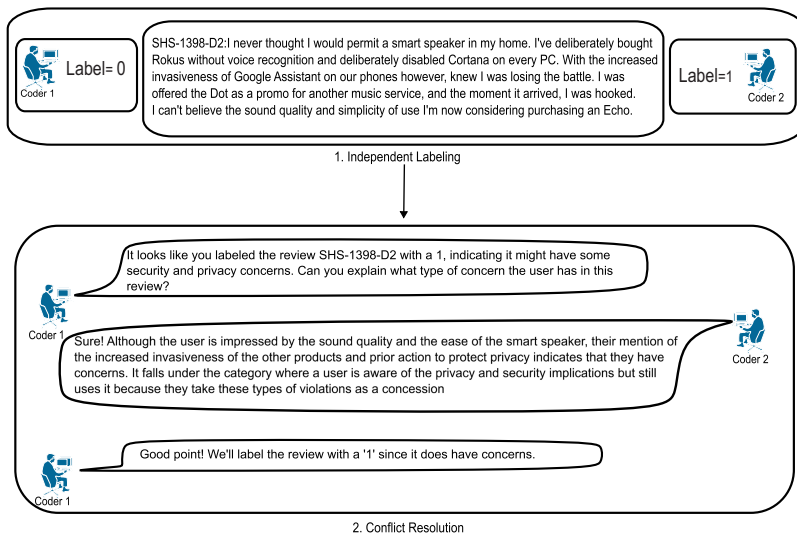 Label= 0
Coder 1
SHS-1398-D2:I never thought I would permit a smart speaker in my home. I've deliberately bought
Rokus without voice recognition and deliberately disabled Cortana on every PC. With the increased
invasiveness of Google Assistant on our phones however, knew I was losing the battle. I was
offered the Dot as a promo for another music service, and the moment it arrived, I was hooked.
I can't believe the sound quality and simplicity of use I'm now considering purchasing an Echo.
Label=1
Coder 2
1. Independent Labeling
It looks like you labeled the review SHS-1398-D2 with a 1, indicating it might have some
security and privacy concerns. Can you explain what type of concern the user has in this
review?
Coder 1
Sure! Although the user is impressed by the sound quality and the ease of the smart speaker, their mention of
the increased invasiveness of the other products and prior action to protect privacy indicates that they have
concerns. It falls under the category where a user is aware of the privacy and security implications but still
uses it because they take these types of violations as a concession
Coder 2
Good point! We'll label the review with a '1' since it does have concerns.
Coder 1
2. Conflict Resolution